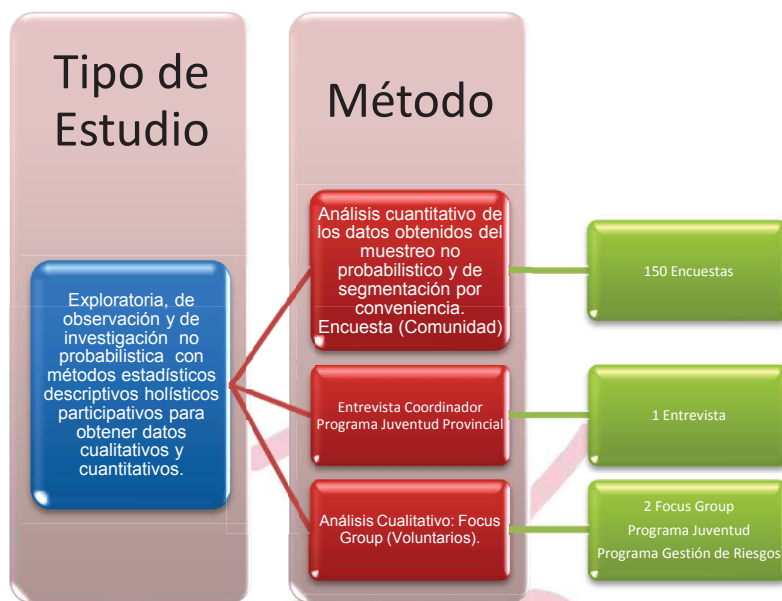 Tipo de
Estudio
Exploratoria, de
observación y de
investigación no
probabilistica con
métodos estadísticos
descriptivos holísticos
participativos para
obtener datos
cualitativos y
cuantitativos.
Método
Análisis cuantitativo de
los datos obtenidos del
muestreo no
probabilistico y de
segmentación por
conveniencia.
Encuesta (Comunidad)
150 Encuestas
Entrevista Coordinador
Programa Juventud Provincial
1 Entrevista
Análisis Cualitativo: Focus
Group (Voluntarios).
2 Focus Group
Programa Juventud
Programa Gestión de Riesgos